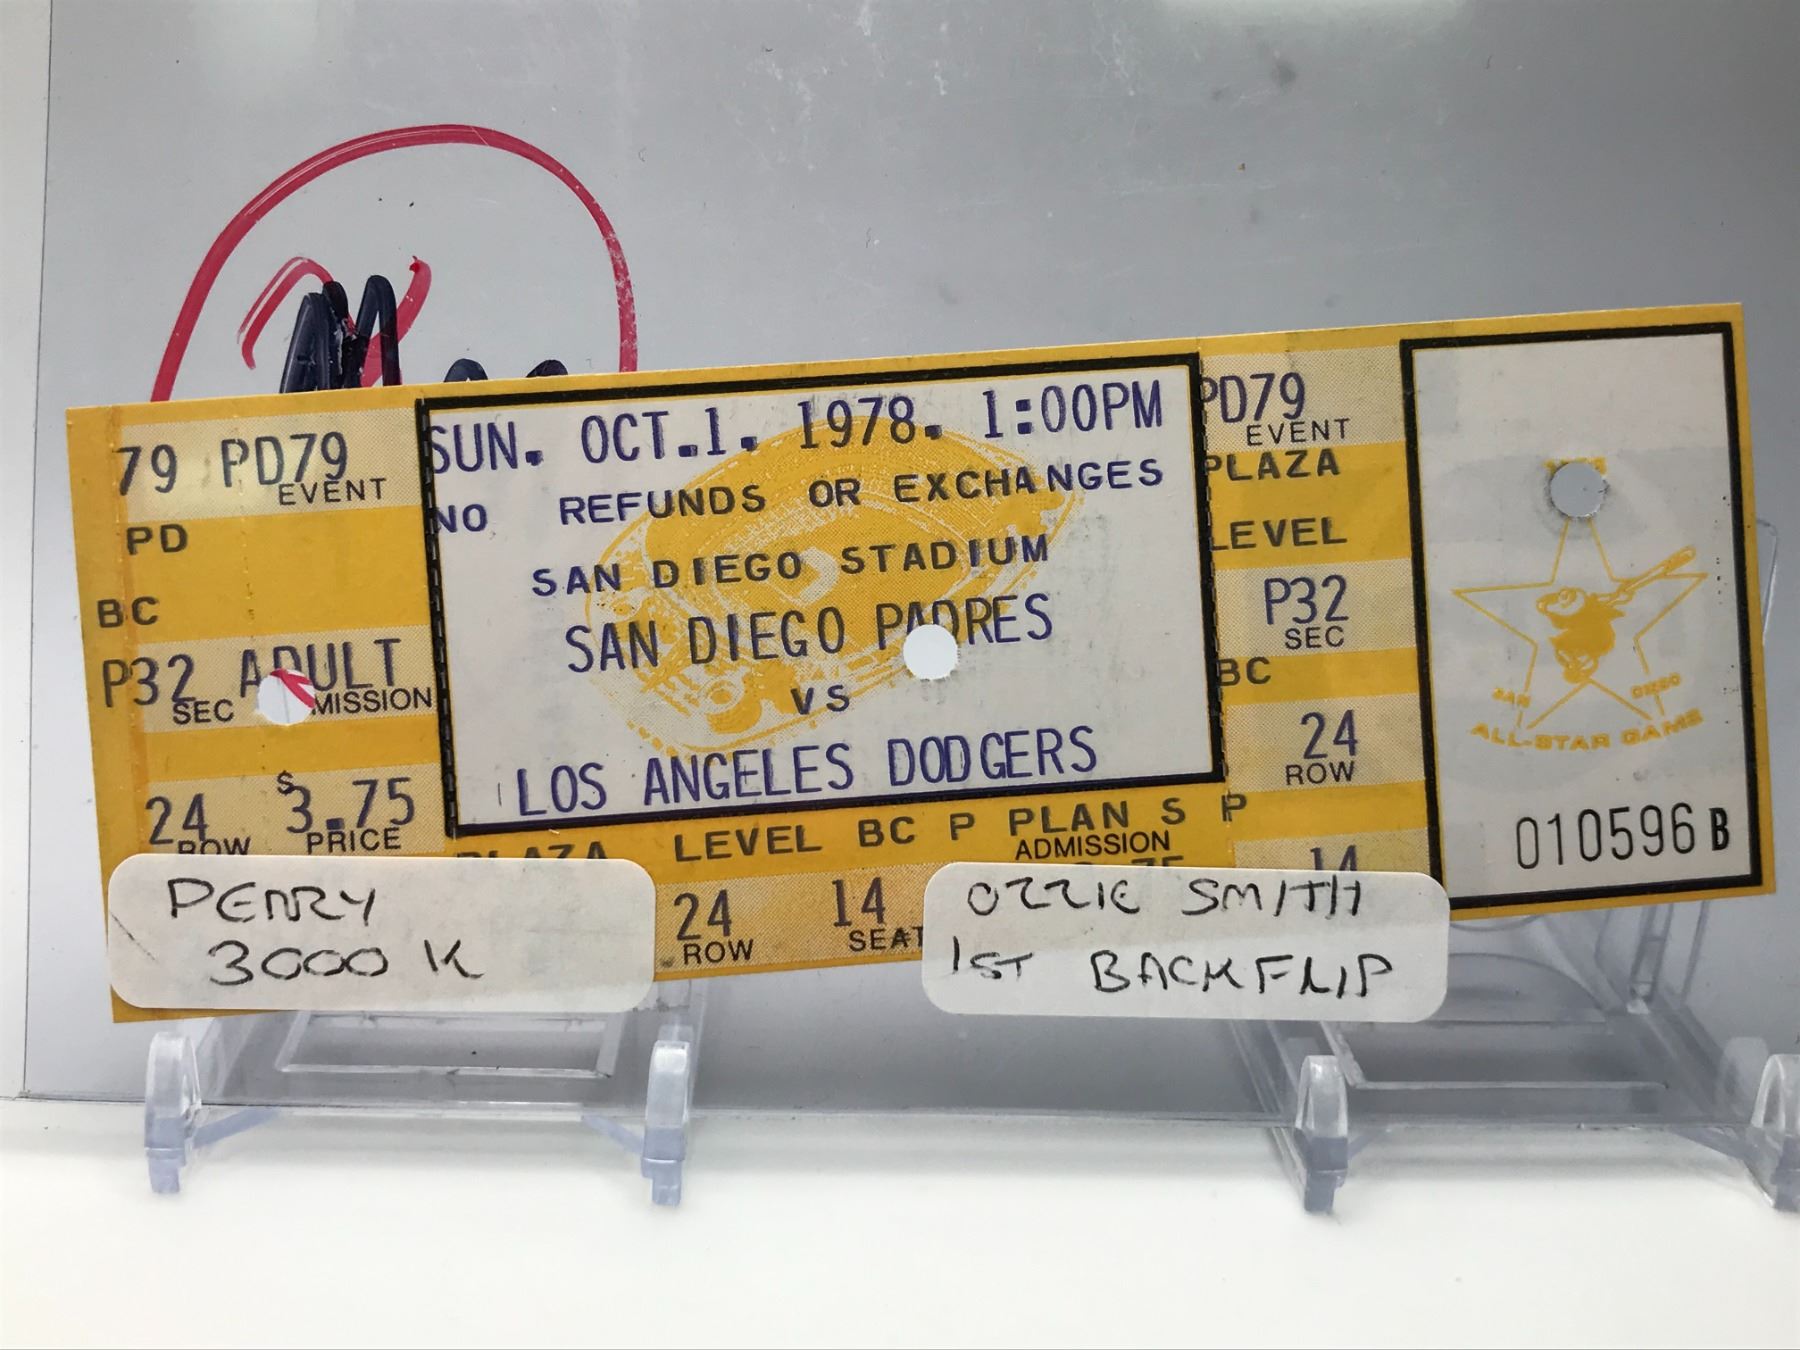 79 PD79
EVENT
PD
BC
P32 ADULT
SEC
24 $3.75
ROW PRICE
SUN. OCT.1. 1978. 1:00PM
NO REFUNDS OR EXCHANGES
SAN DIEGO STADIUM
SAN DIEGO PADRES
VS
LOS ANGELES DODGERS
PLAZA LEVEL BC P PLAN S P
ADMISSION
24 14
ROW SEAT
PD79
EVENT
PLAZA
LEVEL
P32
SEC
BC
24
ROW
14
SAN DIEGO
ALL-STAR GAME
010596B
PERRY
3000 K
OZZIE SMITH
1ST BACKFLIP